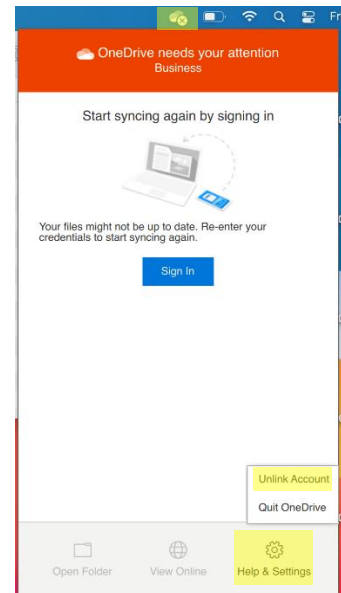 Fr
OneDrive needs your attention
Business
Start syncing again by signing in
Your files might not be up to date. Re-enter your
credentials to start syncing again.
Sign In
Unlink Account
Quit OneDrive
Open Folder
View Online
Help & Settings